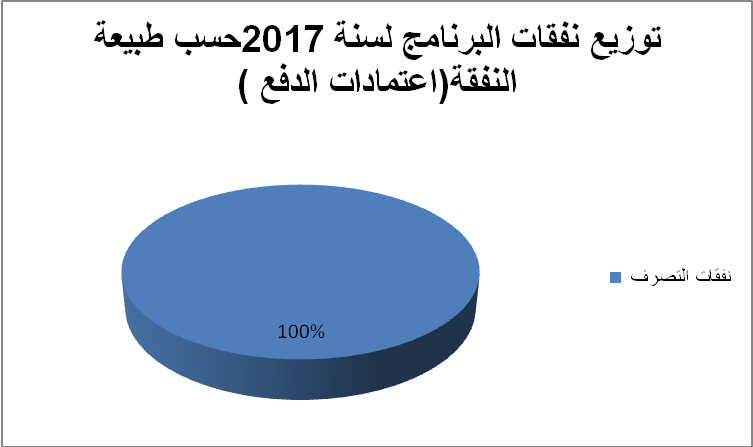 توزيع نفقات البرنامج لسنة 2017حسب طبيعة
النفقة(اعتمادات الدفع )
نفقات التصرف
100%